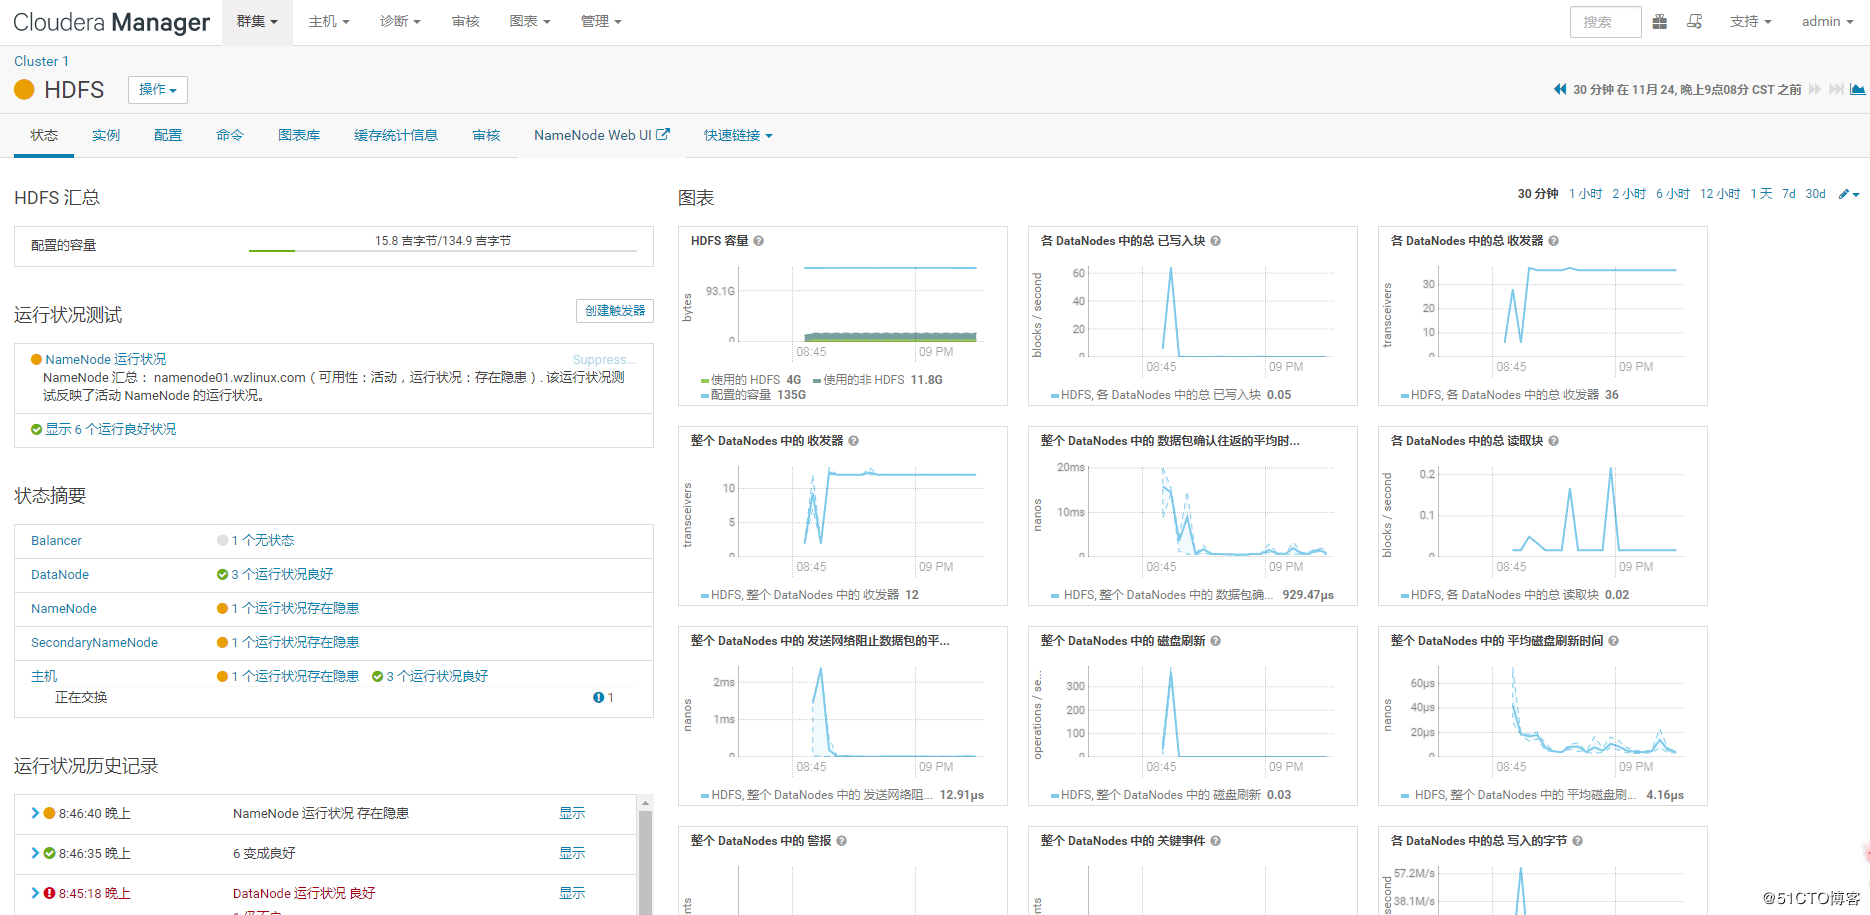 Cloudera Manager 群集 主机 诊断 审核 图表 管理 搜索 支持 admin
Cluster 1
HDFS 操作
30 分钟 在 11月 24, 晚上9点08分 CST 之前
状态 实例 配置 命令 图表库 缓存统计信息 审核 NameNode Web UI 快速链接
HDFS 汇总
配置的容量 15.8 吉字节/134.9 吉字节
运行状况测试 创建触发器
NameNode 运行状况 Suppress...
NameNode 汇总： namenode01.wzlinux.com（可用性：活动，运行状况：存在隐患）. 该运行状况测
试反映了活动 NameNode 的运行状况。
显示 6 个运行良好状况
状态摘要
Balancer 1 个无状态
DataNode 3 个运行状况良好
NameNode 1 个运行状况存在隐患
SecondaryNameNode 1 个运行状况存在隐患
主机 1 个运行状况存在隐患 3 个运行状况良好
正在交换 1
运行状况历史记录
8:46:40 晚上 NameNode 运行状况 存在隐患 显示
8:46:35 晚上 6 变成良好 显示
8:45:18 晚上 DataNode 运行状况 良好 显示
图表
30 分钟 1 小时 2 小时 6 小时 12 小时 1 天 7d 30d
HDFS 容量
bytes
93.1G
0
08:45 09 PM
使用的 HDFS 4G 使用的非 HDFS 11.8G
配置的容量 135G
各 DataNodes 中的总 已写入块
blocks / second
60
40
20
0
08:45 09 PM
HDFS, 各 DataNodes 中的总 已写入块 0.05
各 DataNodes 中的总 收发器
transceivers
30
20
10
0
08:45 09 PM
HDFS, 各 DataNodes 中的总 收发器 36
整个 DataNodes 中的 收发器
transceivers
10
5
0
08:45 09 PM
HDFS, 整个 DataNodes 中的 收发器 12
整个 DataNodes 中的 数据包确认往返的平均时...
nanos
20ms
10ms
0
08:45 09 PM
HDFS, 整个 DataNodes 中的 数据包确... 929.47µs
各 DataNodes 中的总 读取块
blocks / second
0.2
0.1
0
08:45 09 PM
HDFS, 各 DataNodes 中的总 读取块 0.02
整个 DataNodes 中的 发送网络阻止数据包的平...
nanos
2ms
1ms
0
08:45 09 PM
HDFS, 整个 DataNodes 中的 发送网络阻... 12.91µs
整个 DataNodes 中的 磁盘刷新
operations / se...
300
200
100
0
08:45 09 PM
HDFS, 整个 DataNodes 中的 磁盘刷新 0.03
整个 DataNodes 中的 平均磁盘刷新时间
nanos
60µs
40µs
20µs
0
08:45 09 PM
HDFS, 整个 DataNodes 中的 平均磁盘刷... 4.16µs
整个 DataNodes 中的 警报
nts
整个 DataNodes 中的 关键事件
nts
各 DataNodes 中的总 写入的字节
second
57.2M/s
38.1M/s
@51CTO博客